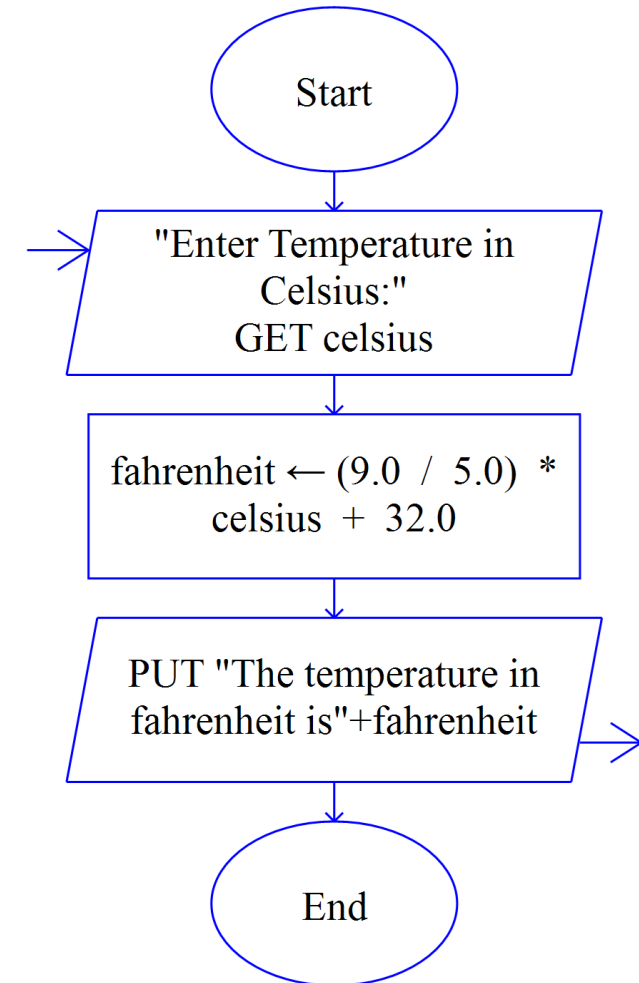 Start
"Enter Temperature in
Celsius:"
GET celsius
fahrenheit ← (9.0 / 5.0) *
celsius + 32.0
PUT "The temperature in
fahrenheit is"+fahrenheit
End